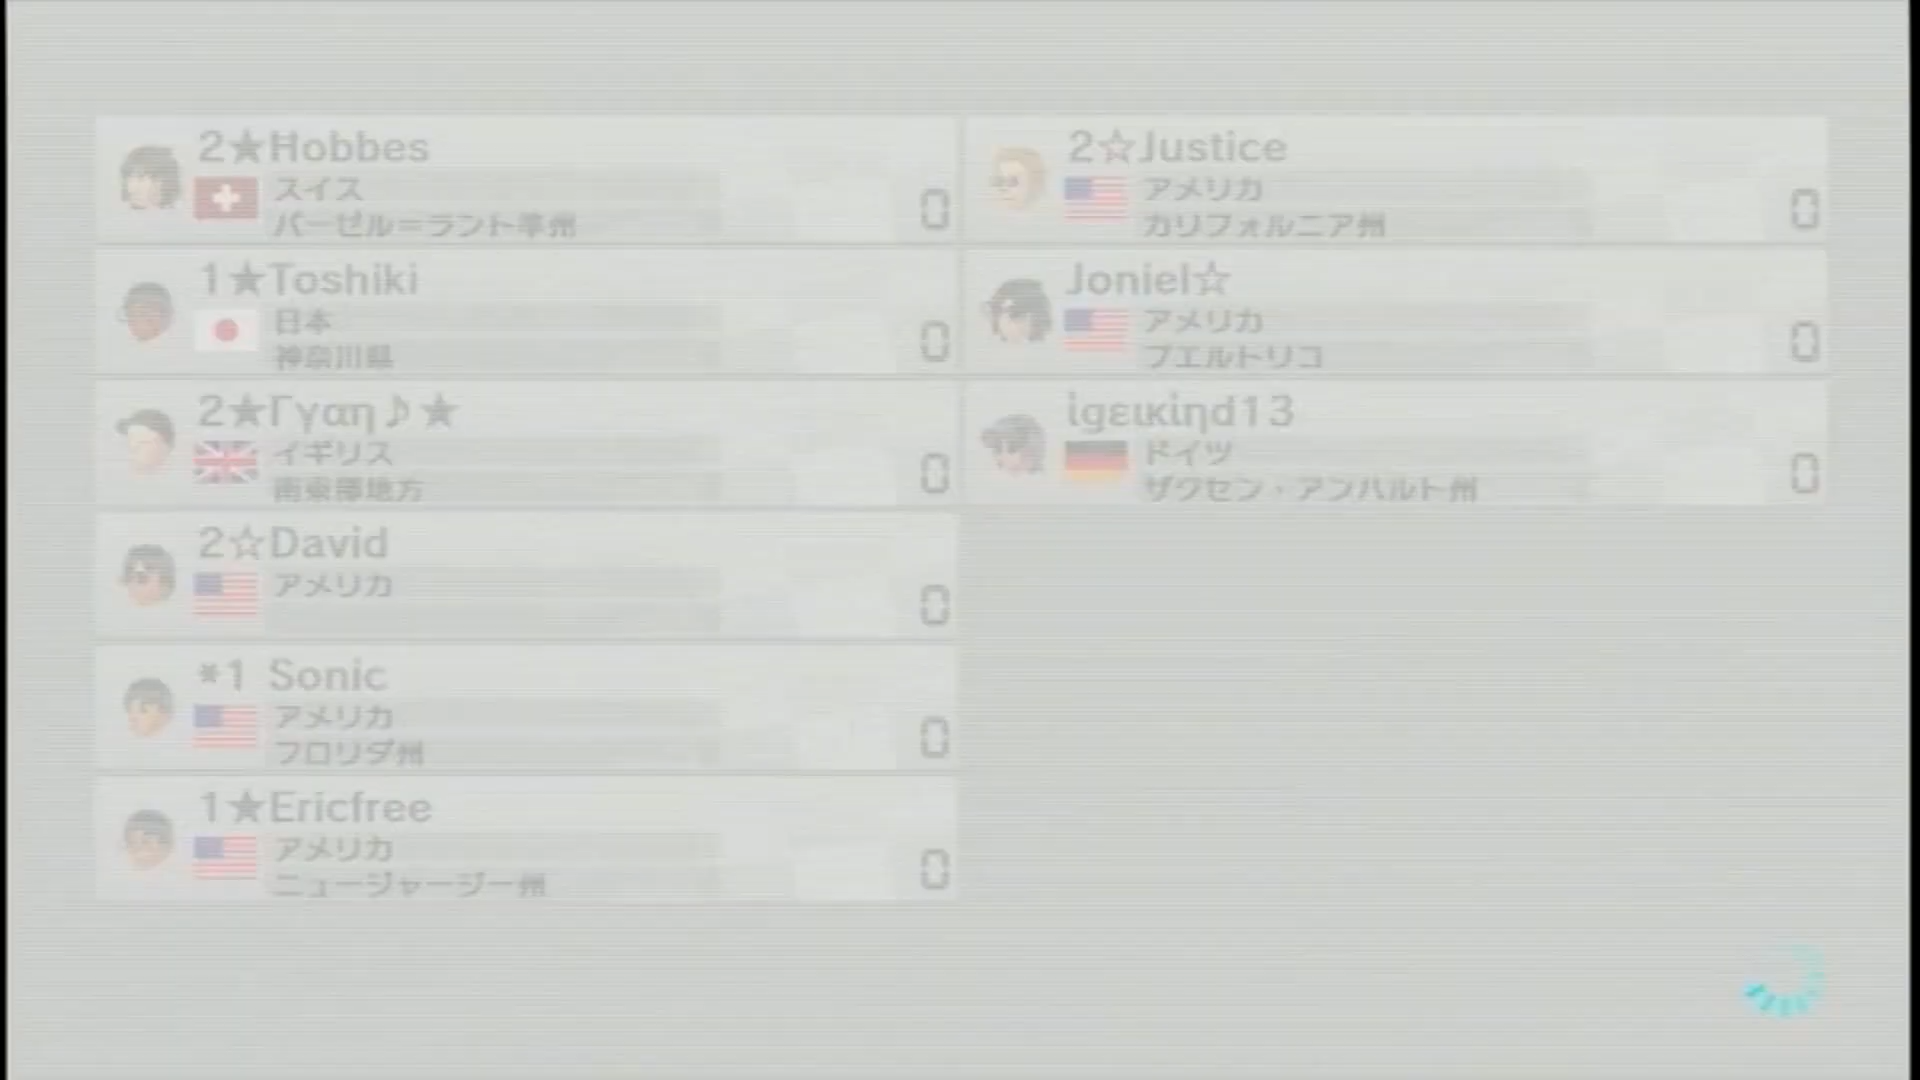 2★Hobbes
スイス
バーゼル=ラント準州
0
1★Toshiki
日本
神奈川県
0
2★Γγαη♪★
イギリス
南東部地方
0
2☆David
アメリカ
0
*1 Sonic
アメリカ
フロリダ州
0
1★Ericfree
アメリカ
ニュージャージー州
0
2☆Justice
アメリカ
カリフォルニア州
0
Joniel☆
アメリカ
プエルトリコ
0
ίgεικίηd13
ドイツ
ザクセン・アンハルト州
0